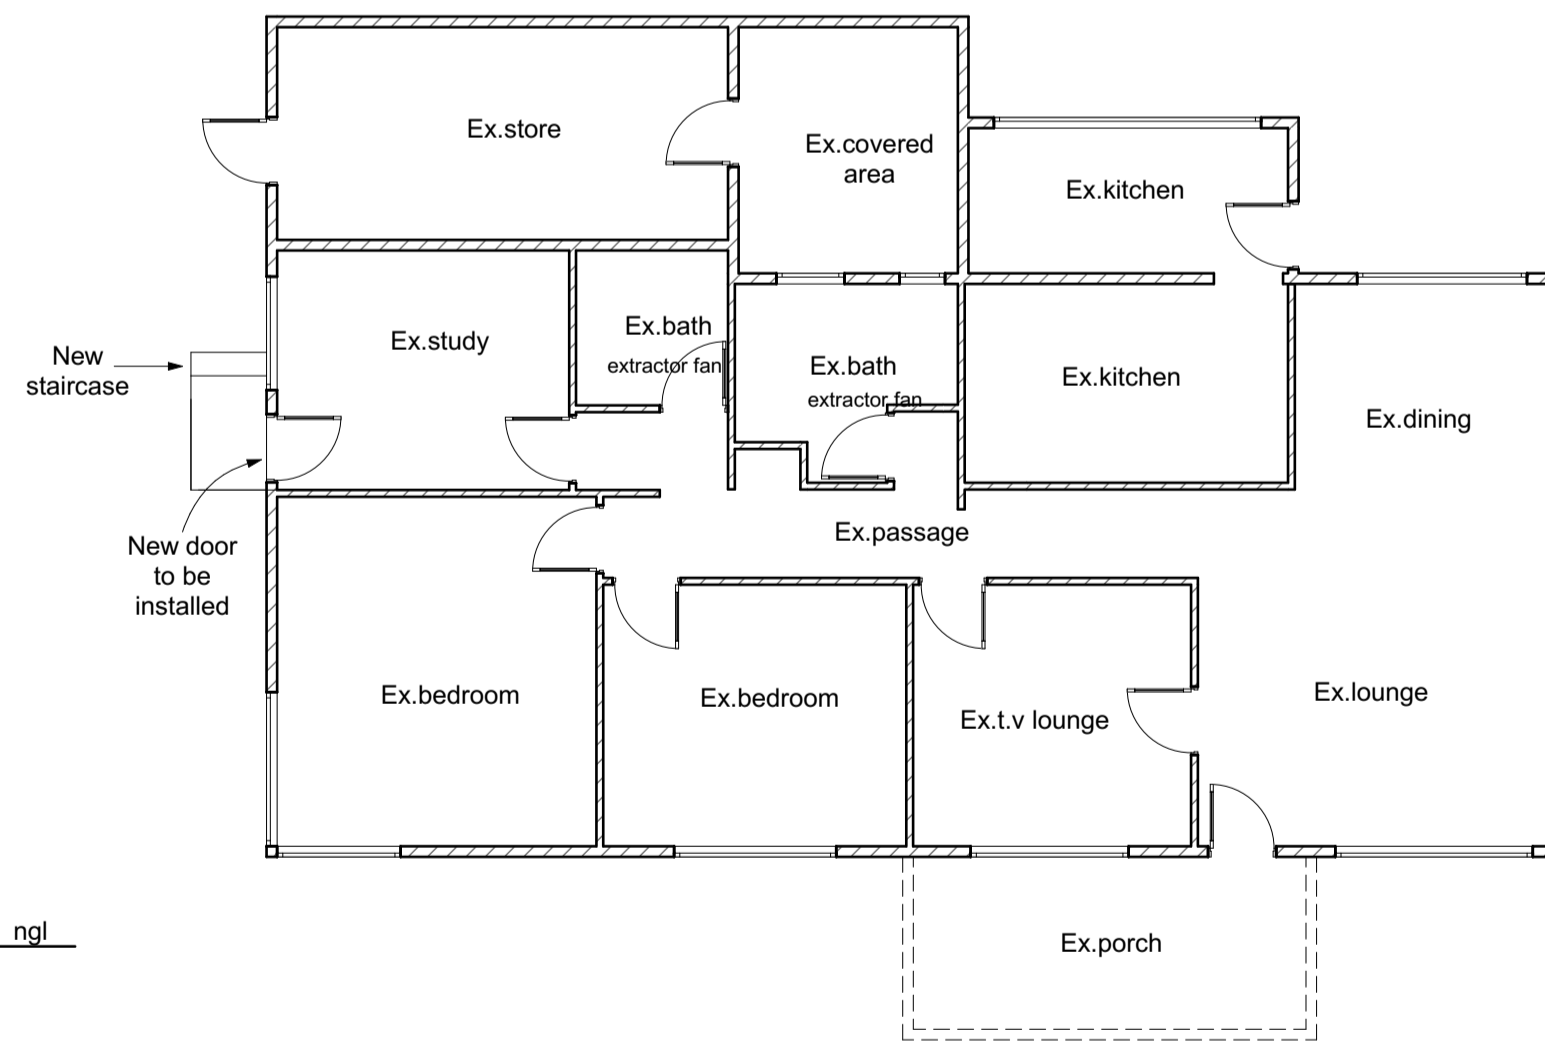 Ex.store
Ex.covered
area
Ex.kitchen
New
staircase
Ex.study
Ex.bath
extractor fan
Ex.bath
extractor fan
Ex.kitchen
Ex.dining
New door
to be
installed
Ex.passage
Ex.bedroom
Ex.bedroom
Ex.t.v lounge
Ex.lounge
ngl
Ex.porch